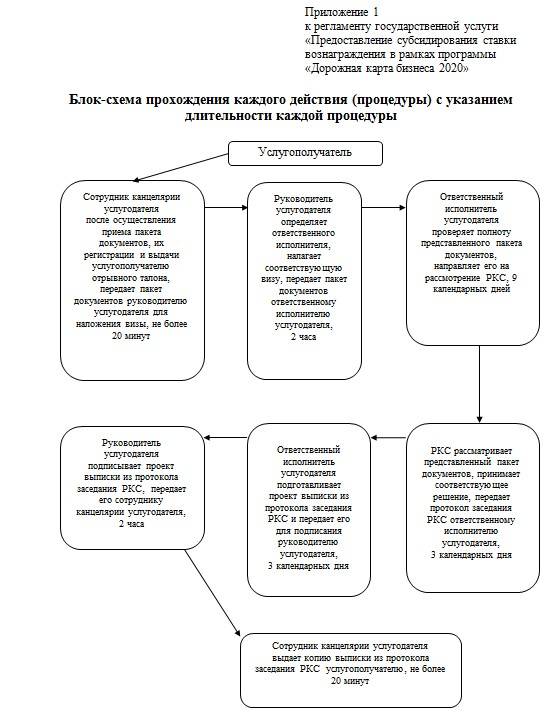 Приложение 1
к регламенту государственной услуги
«Предоставление субсидирования ставки
вознаграждения в рамках программы
«Дорожная карта бизнеса 2020»
Блок-схема прохождения каждого действия (процедуры) с указанием
длительности каждой процедуры
Услугополучатель
Сотрудник канцелярии
услугодателя
после осуществления
приема пакета
документов, их
регистрации и выдачи
услугополучателю
отрывного талона,
передает пакет
документов руководителю
услугодателя для
наложения визы, не более
20 минут
Руководитель
услугодателя
определяет
ответственного
исполнителя,
налагает
соответствующую
визу, передает пакет
документов
ответственному
исполнителю
услугодателя,
2 часа
Ответственный
исполнитель
услугодателя
проверяет полноту
представленного пакета
документов,
направляет его на
рассмотрение РКС, 9
календарных дней
РКС рассматривает
представленный пакет
документов, принимает
соответствующее
решение, передает
протокол заседания
РКС ответственному
исполнителю
услугодателя,
3 календарных дня
Ответственный
исполнитель
услугодателя
подготавливает
проект выписки из
протокола заседания
РКС и передает его
для подписания
руководителю
услугодателя,
3 календарных дня
Руководитель
услугодателя
подписывает проект
выписки из протокола
заседания РКС, передает
его сотруднику
канцелярии услугодателя,
2 часа
Сотрудник канцелярии услугодателя
выдает копию выписки из протокола
заседания РКС услугополучателю, не более
20 минут